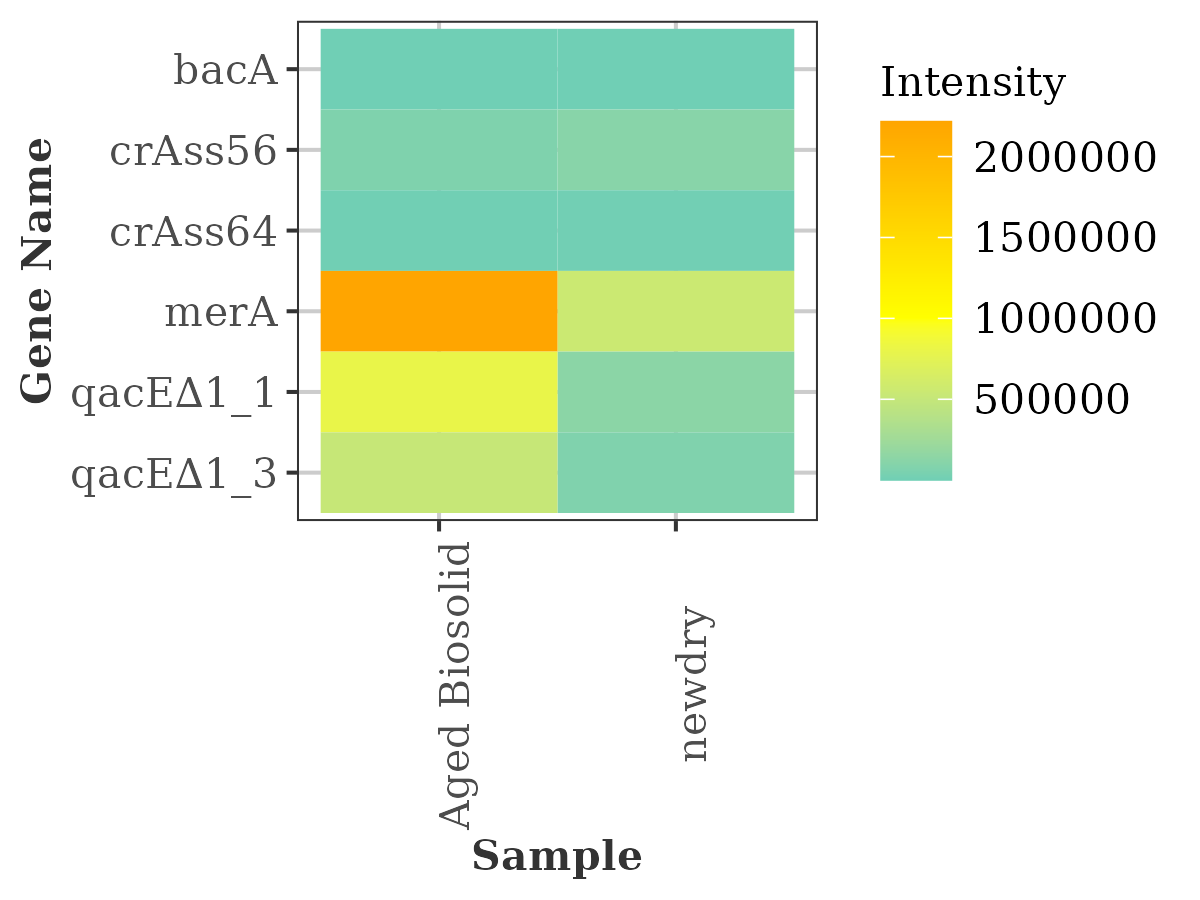 bacA
crAss56
crAss64
merA
qacEΔ1_1
qacEΔ1_3
Gene Name
Aged Biosolid
newdry
Sample
Intensity
2000000
1500000
1000000
500000